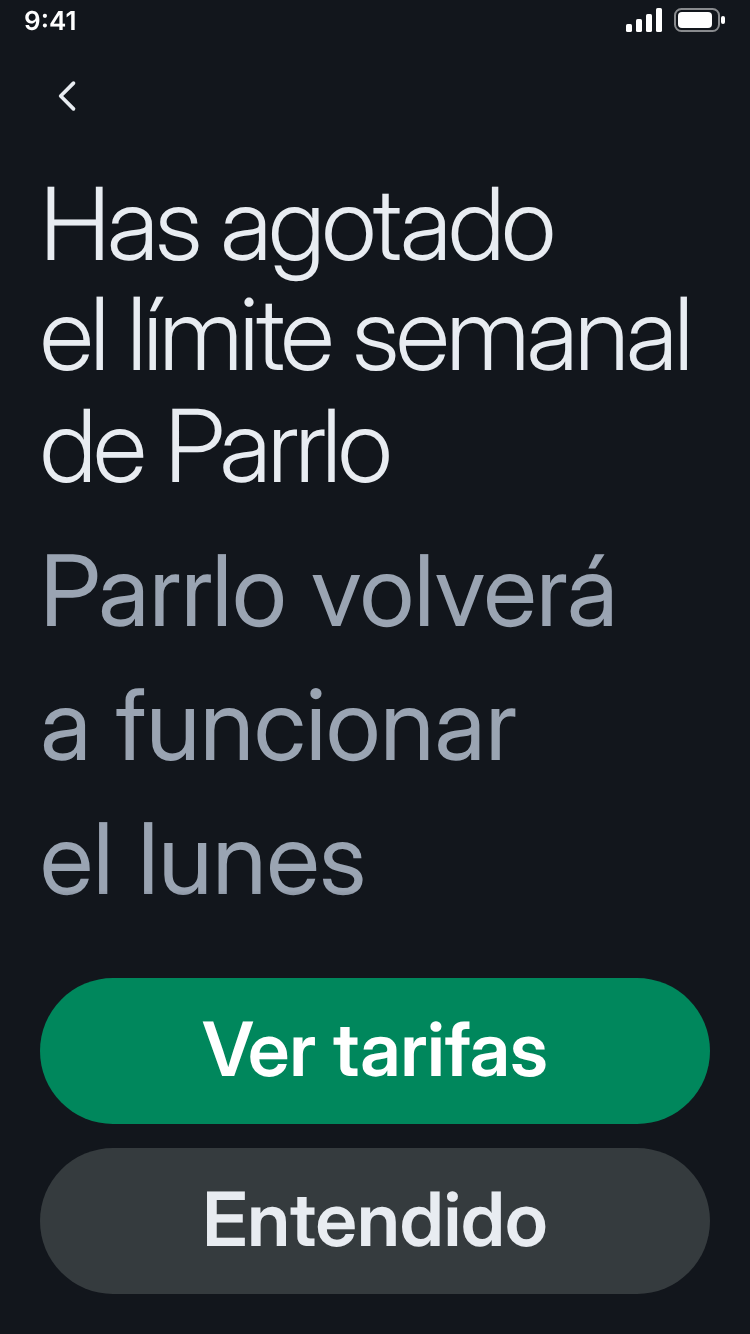 9:41
Has agotado
el límite semanal
de Parrlo
Parrlo volverá
a funcionar
el lunes
Ver tarifas
Entendido